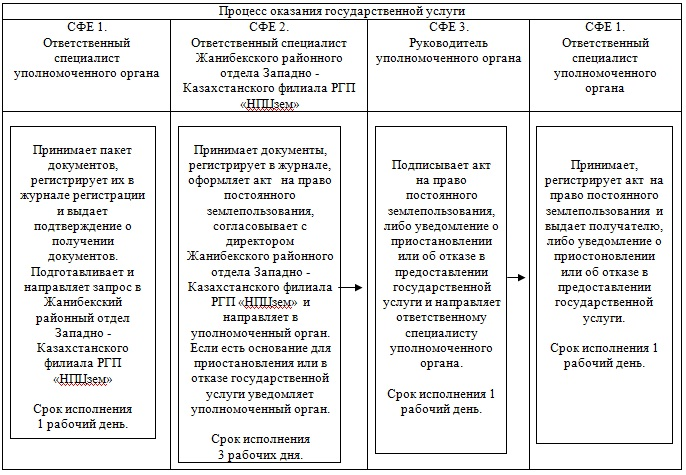 Процесс оказания государственной услуги
СФЕ 1.
Ответственный
специалист
уполномоченного органа
СФЕ 2.
Ответственный специалист
Жанибекского районного
отдела Западно -
Казахстанского филиала РГП
«НПЦзем»
СФЕ 3.
Руководитель
уполномоченного органа
СФЕ 1.
Ответственный
специалист
уполномоченного
органа
Принимает пакет
документов,
регистрирует их в
журнале регистрации
и выдает
подтверждение о
получении
документов.
Подготавливает и
направляет запрос в
Жанибекский
районный отдел
Западно -
Казахстанского
филиала РГП
«НПЦзем»
Срок исполнения
1 рабочий день.
Принимает документы,
регистрирует в журнале,
оформляет акт на право
постоянного
землепользования,
согласовывает с
директором
Жанибекского районного
отдела Западно -
Казахстанского филиала
РГП «НПЦзем» и
направляет в
уполномоченный орган.
Если есть основание для
приостановления или в
отказе государственной
услуги уведомляет
уполномоченный орган.
Срок исполнения
3 рабочих дня.
Подписывает акт
на право
постоянного
землепользования,
либо уведомление о
приостановлении
или об отказе в
предоставлении
государственной
услуги и направляет
ответственному
специалисту
уполномоченного
органа.
Срок исполнения 1
рабочий день.
Принимает,
регистрирует акт на
право постоянного
землепользования и
выдает получателю,
либо уведомление о
приостоновлении
или об отказе в
предоставлении
государственной
услуги.
Срок исполнения 1
рабочий день.